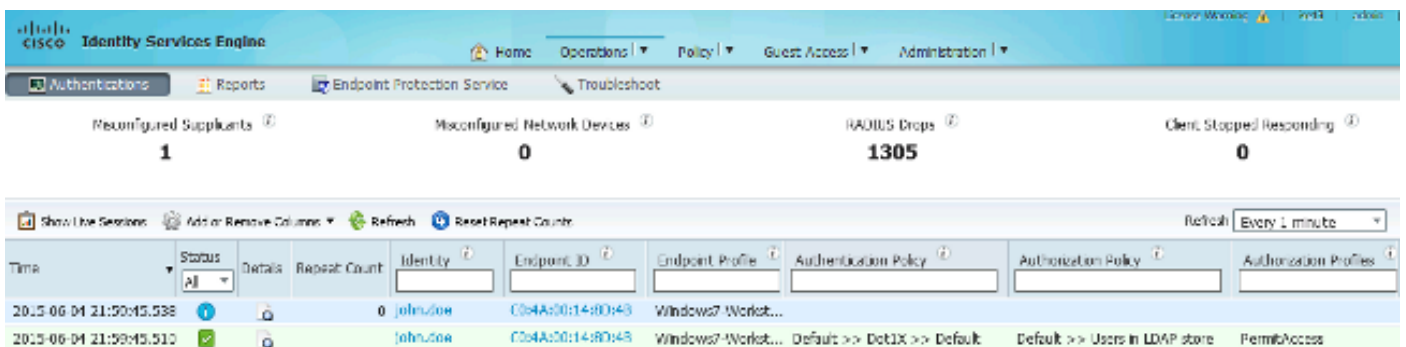 License Warning admin
CISCO Identity Services Engine
Home Operations Policy Guest Access Administration
Authentications Reports Endpoint Protection Service Troubleshoot
Misconfigured Supplicants Misconfigured Network Devices RADIUS Drops Client Stopped Responding
1 0 1305 0
Show Live Sessions Add or Remove Columns Refresh Reset Repeat Counts Refresh Every 1 minute
Time Status Details Repeat Count Identity Endpoint ID Endpoint Profile Authentication Policy Authorization Policy Authorization Profiles
All
2015-06-04 21:59:45.538 0 john.doe C0:4A:00:14:8D:4B Windows7-Workst...
2015-06-04 21:59:45.510 john.doe C0:4A:00:14:8D:4B Windows7-Workst... Default >> Dot1X >> Default Default >> Users in LDAP store PermitAccess